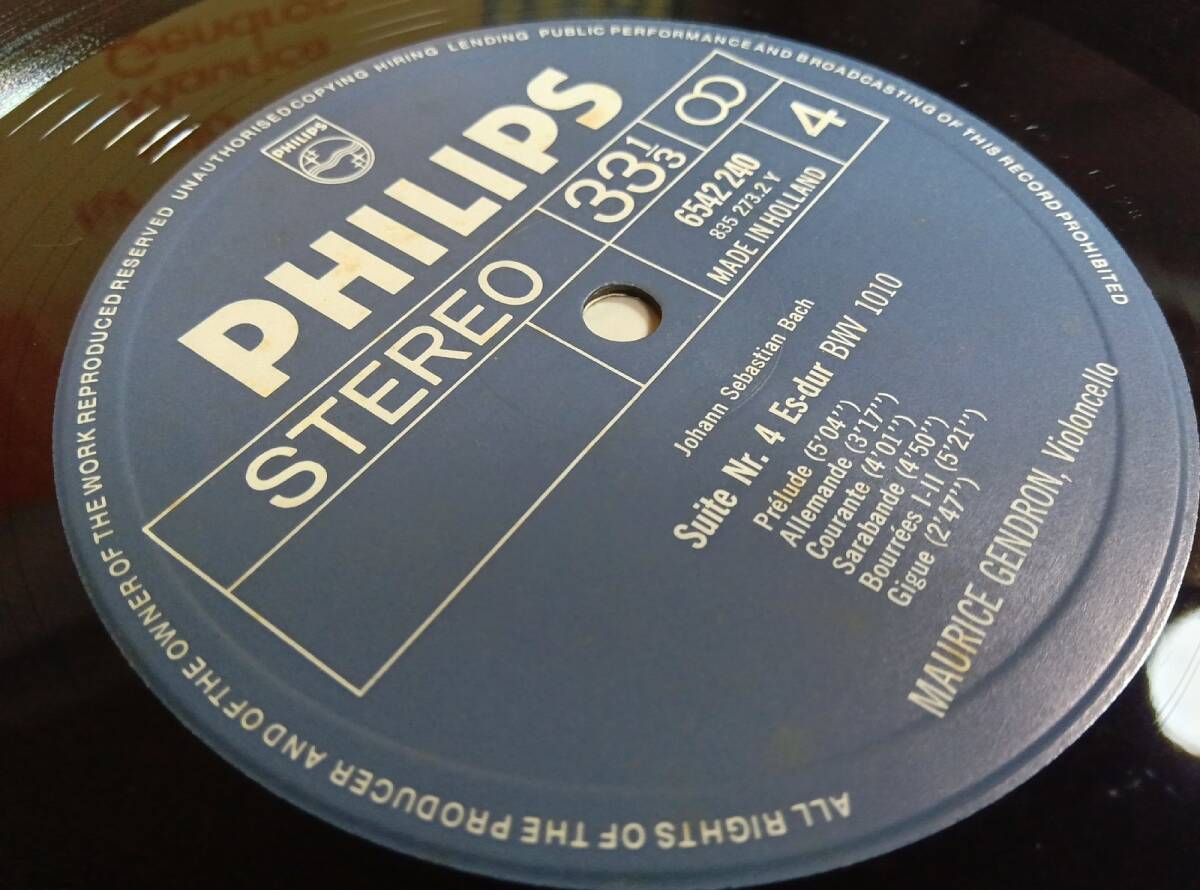 ALL RIGHTS OF THE PRODUCER AND OF THE OWNER OF THE WORK REPRODUCED RESERVED UNAUTHORISED COPYING HIRING LENDING PUBLIC PERFORMANCE AND BROADCASTING OF THIS RECORD PROHIBITED
PHILIPS
PHILIPS
STEREO
33 1/3
8
4
6542 240
835 273.2 Y
MADE IN HOLLAND
Johann Sebastian Bach
Suite Nr. 4 Es-dur BWV 1010
Prélude (5'04'')
Allemande (3'17'')
Courante (4'01'')
Sarabande (4'50'')
Bourrées I-II (5'21'')
Gigue (2'47'')
MAURICE GENDRON, Violoncello